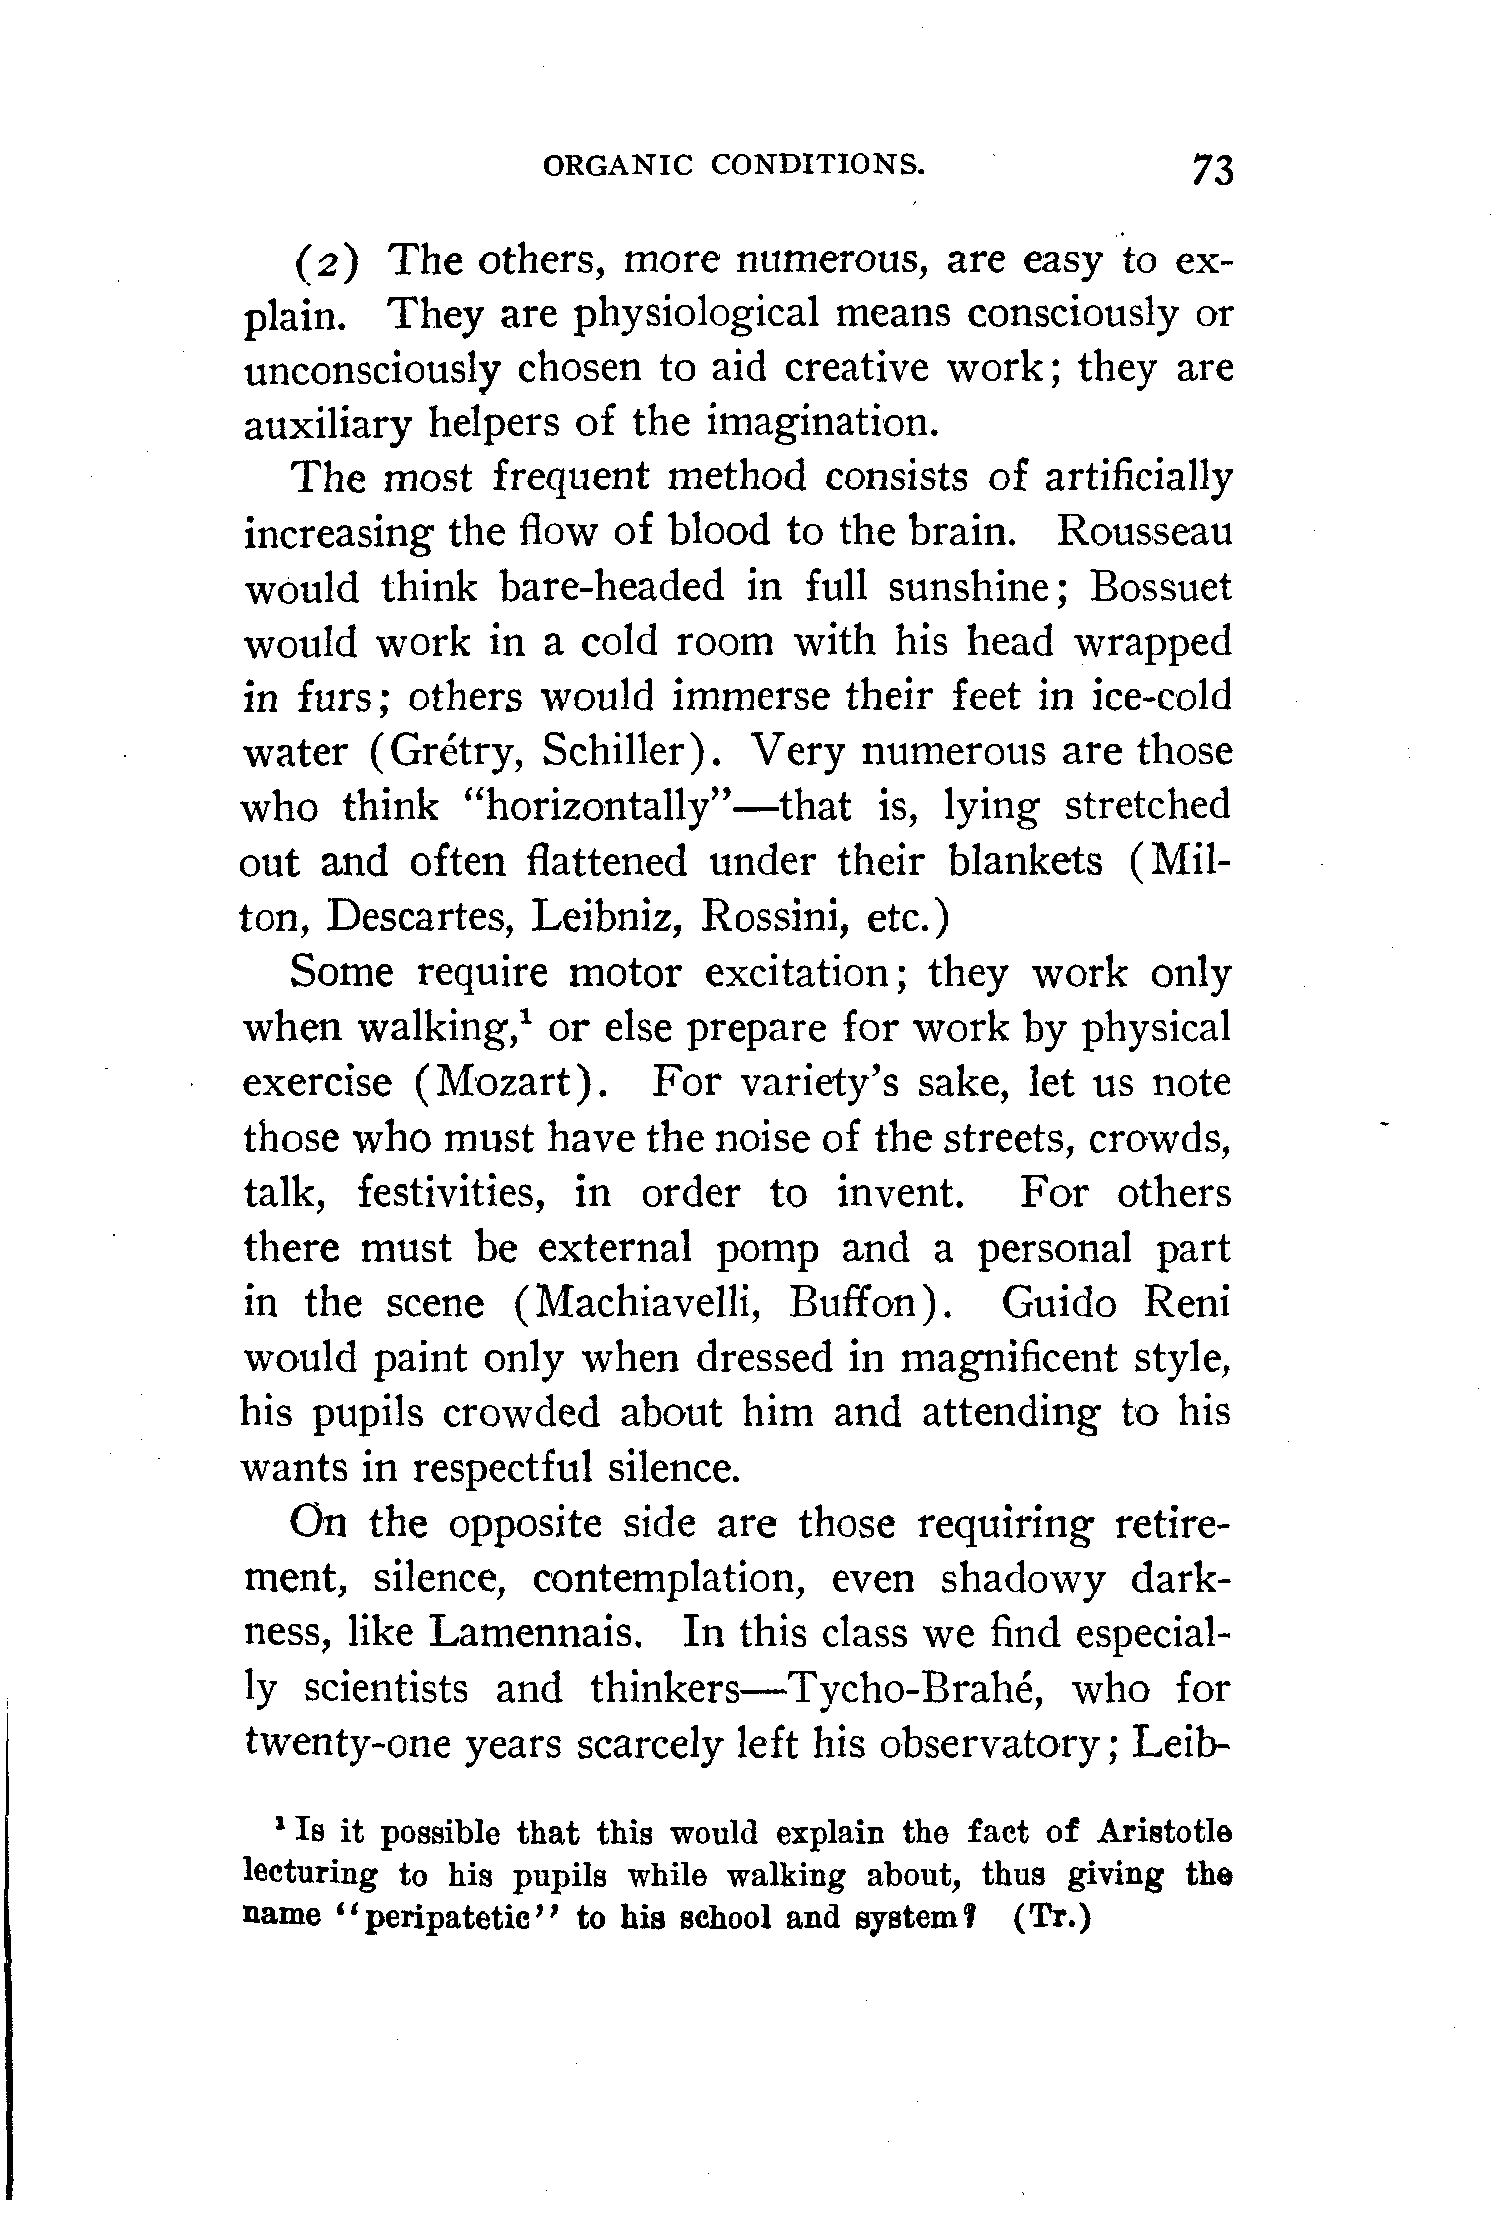 ORGANIC CONDITIONS. 73
(2) The others, more numerous, are easy to ex-
plain. They are physiological means consciously or
unconsciously chosen to aid creative work; they are
auxiliary helpers of the imagination.
The most frequent method consists of artificially
increasing the flow of blood to the brain. Rousseau
would think bare-headed in full sunshine; Bossuet
would work in a cold room with his head wrapped
in furs; others would immerse their feet in ice-cold
water (Grétry, Schiller). Very numerous are those
who think “horizontally”—that is, lying stretched
out and often flattened under their blankets (Mil-
ton, Descartes, Leibniz, Rossini, etc.)
Some require motor excitation; they work only
when walking,¹ or else prepare for work by physical
exercise (Mozart). For variety’s sake, let us note
those who must have the noise of the streets, crowds,
talk, festivities, in order to invent. For others
there must be external pomp and a personal part
in the scene (Machiavelli, Buffon). Guido Reni
would paint only when dressed in magnificent style,
his pupils crowded about him and attending to his
wants in respectful silence.
On the opposite side are those requiring retire-
ment, silence, contemplation, even shadowy dark-
ness, like Lamennais. In this class we find especial-
ly scientists and thinkers—Tycho-Brahé, who for
twenty-one years scarcely left his observatory; Leib-
¹ Is it possible that this would explain the fact of Aristotle
lecturing to his pupils while walking about, thus giving the
name “peripatetic” to his school and system? (Tr.)